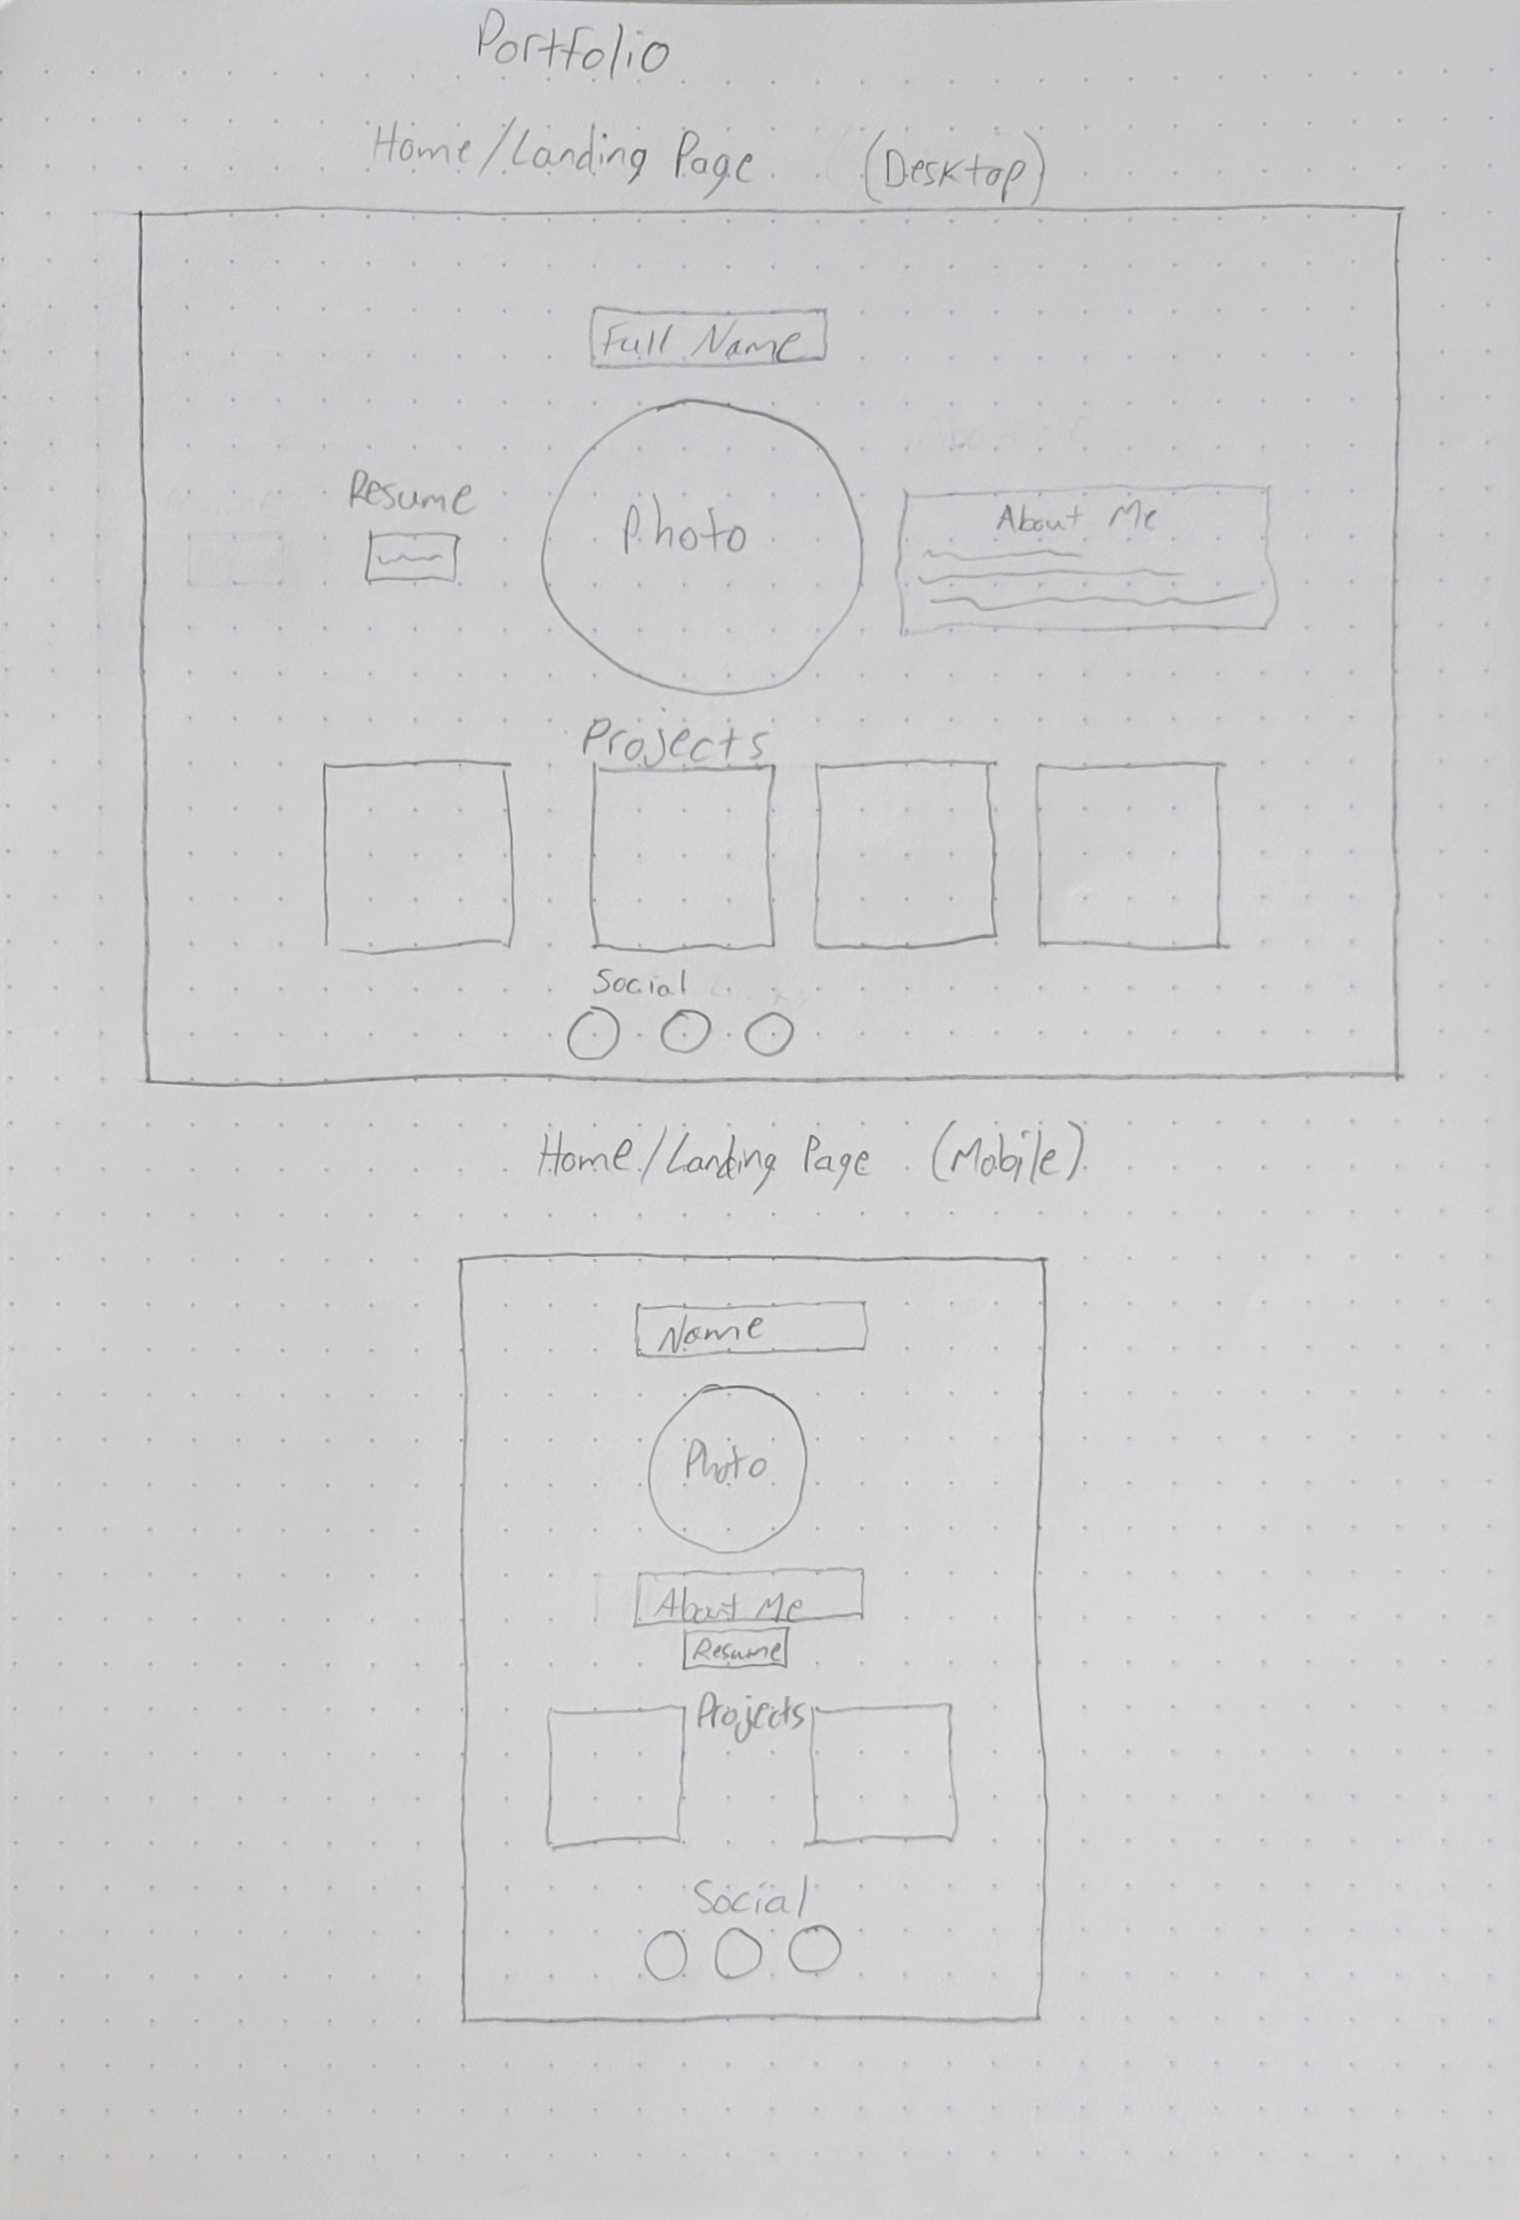 Portfolio
Home/Landing Page (Desktop)
Full Name
Resume
Photo
About Me
Projects
Social
Home/Landing Page (Mobile)
Name
Photo
About Me
Resume
Projects
Social